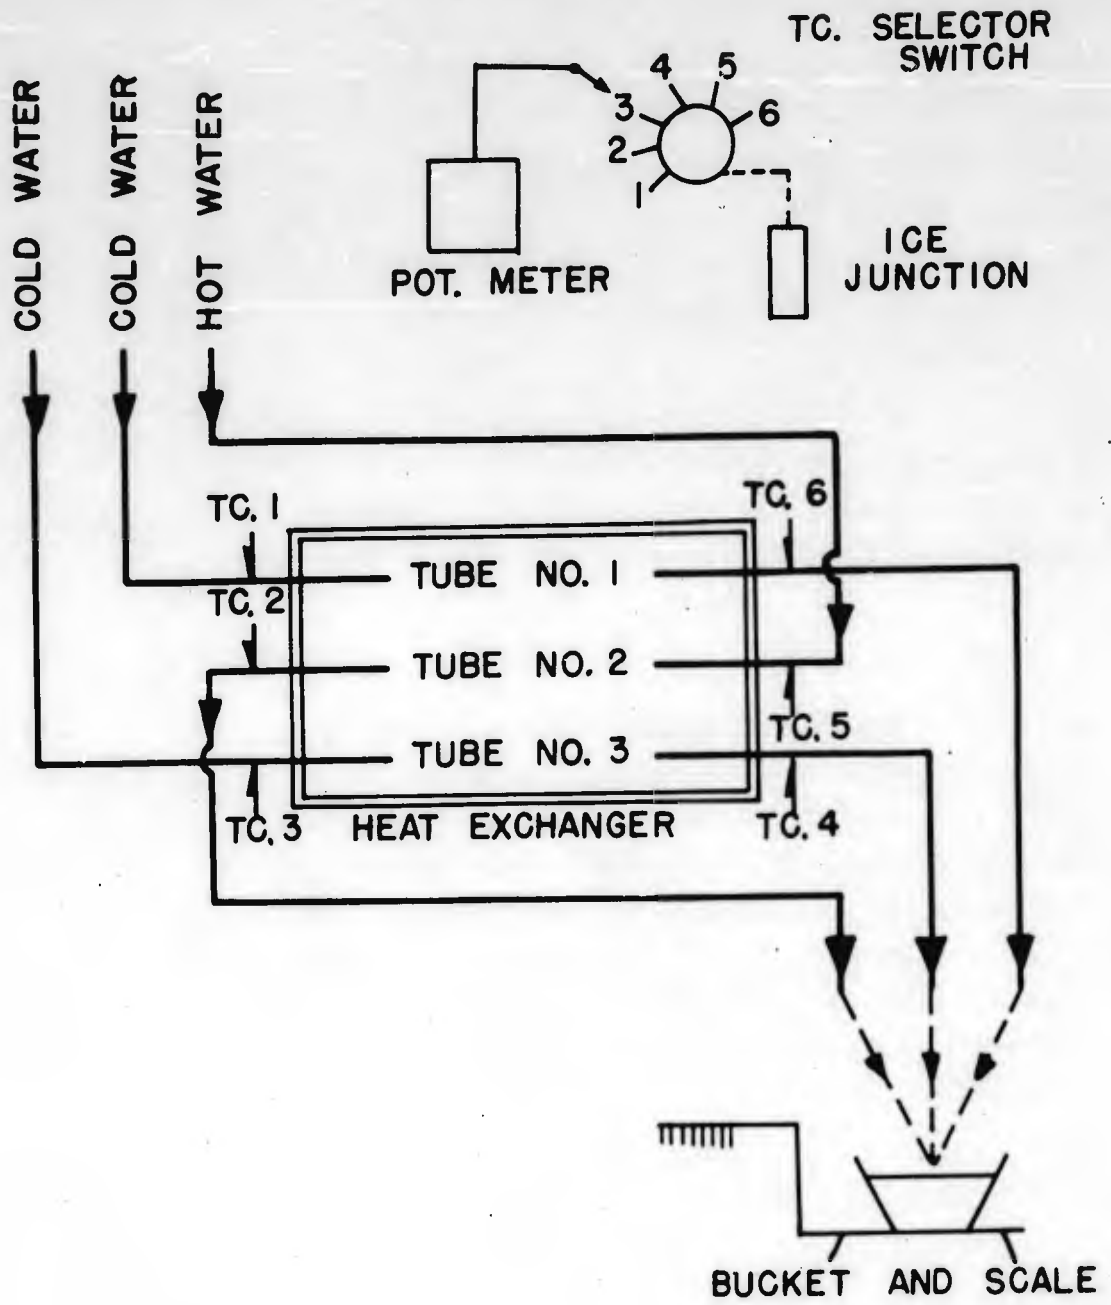 TC. SELECTOR
SWITCH
4
5
3
6
2
1
COLD WATER
COLD WATER
HOT WATER
POT. METER
ICE
JUNCTION
TC. 1
TC. 6
TUBE NO. 1
TC. 2
TUBE NO. 2
TC. 5
TUBE NO. 3
TC. 3
HEAT EXCHANGER
TC. 4
BUCKET AND SCALE